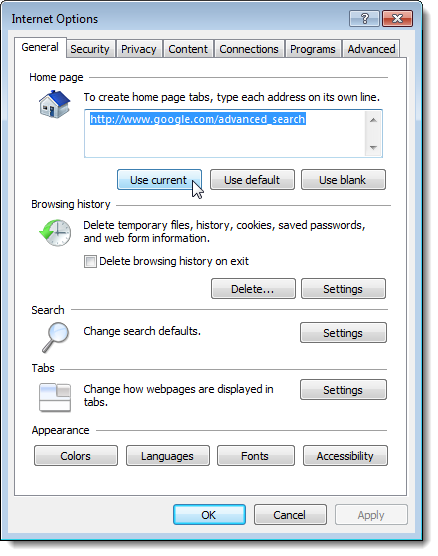 Internet Options
?
General Security Privacy Content Connections Programs Advanced
Home page
To create home page tabs, type each address on its own line.
http://www.google.com/advanced_search
Use current Use default Use blank
Browsing history
Delete temporary files, history, cookies, saved passwords,
and web form information.
Delete browsing history on exit
Delete... Settings
Search
Change search defaults. Settings
Tabs
Change how webpages are displayed in
tabs.
Settings
Appearance
Colors Languages Fonts Accessibility
OK Cancel Apply